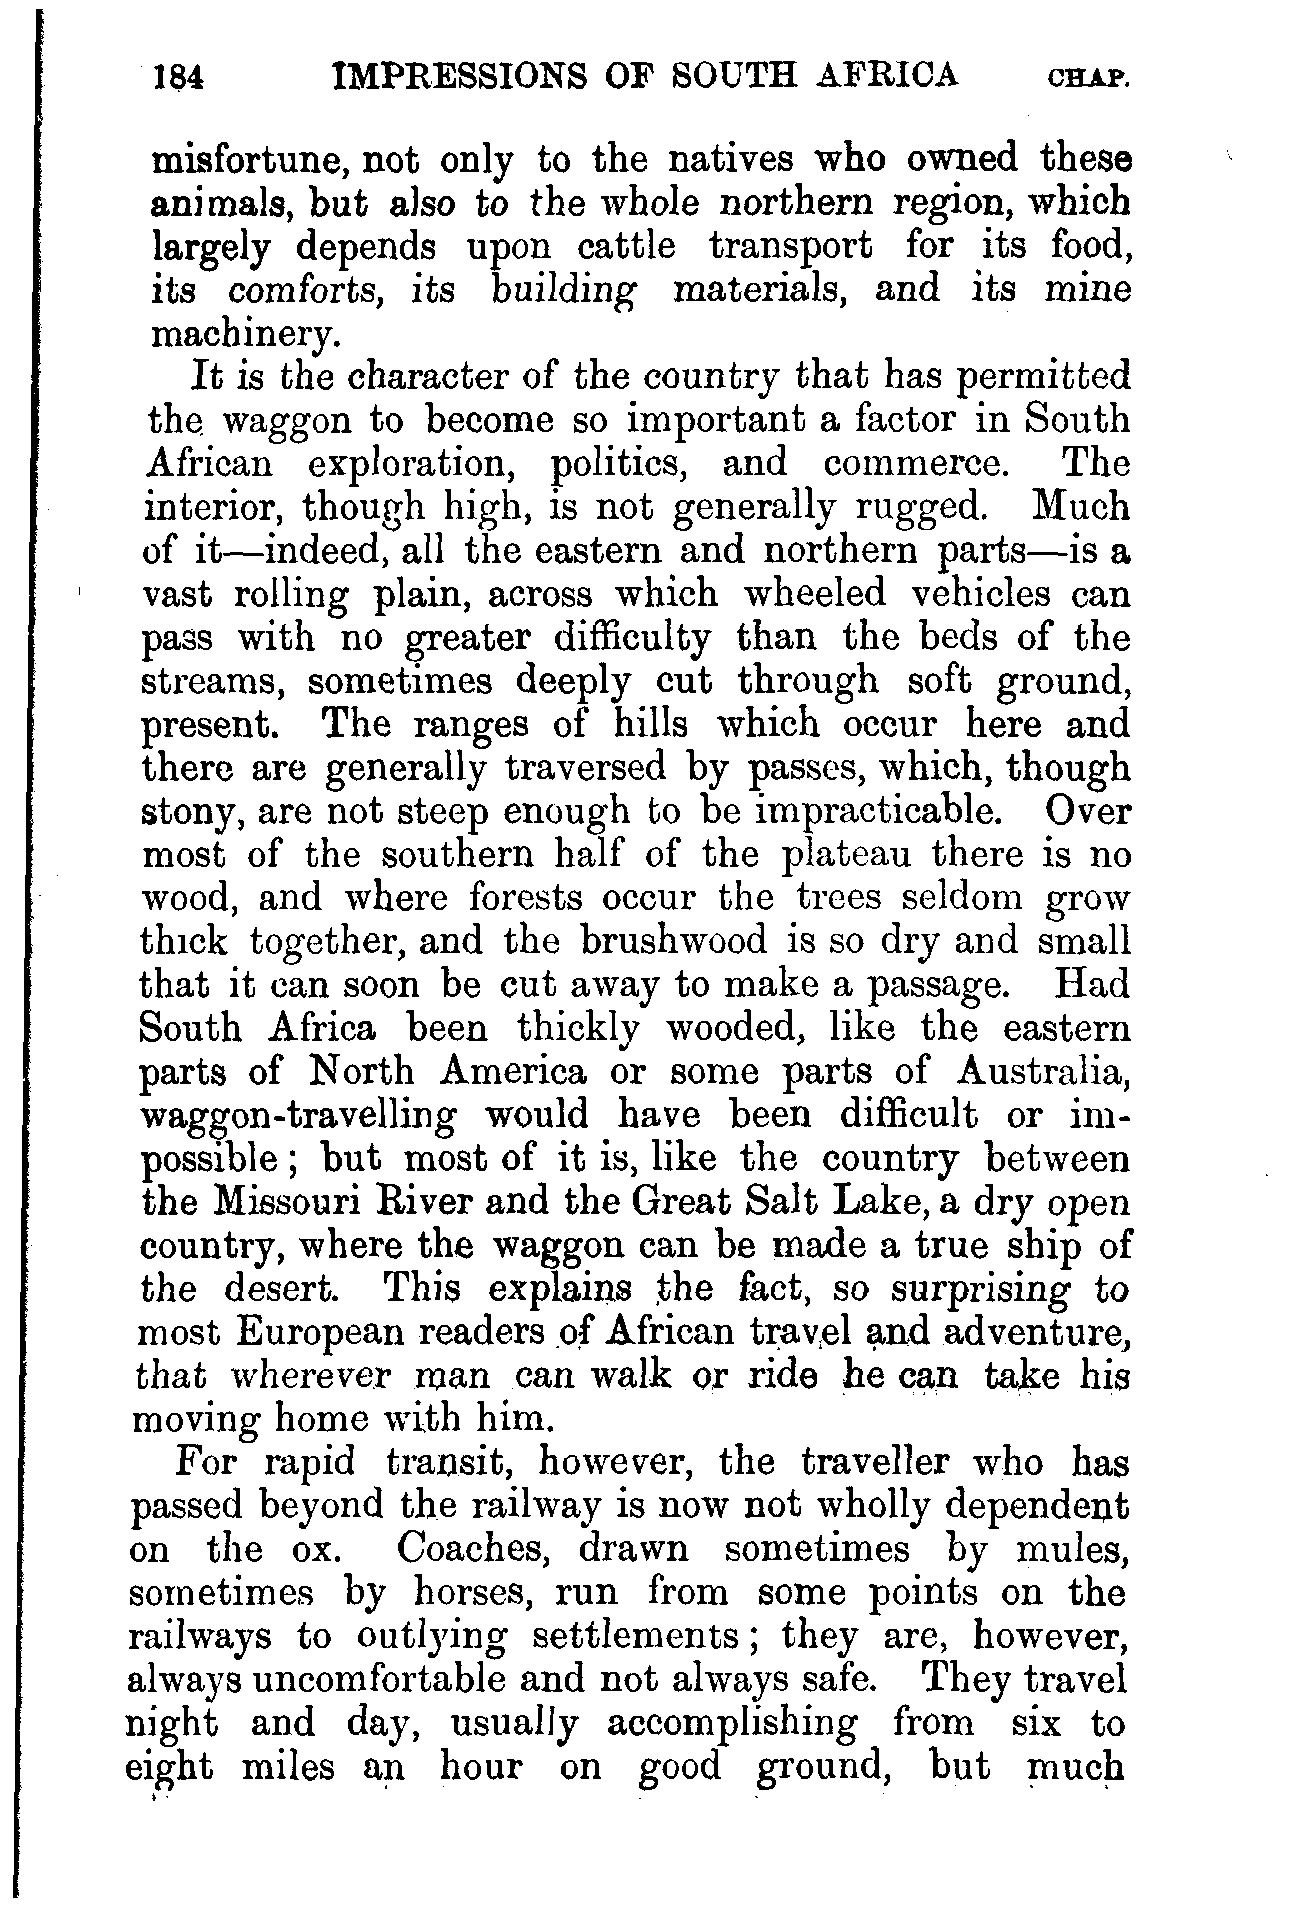 184 IMPRESSIONS OF SOUTH AFRICA CHAP.
misfortune, not only to the natives who owned these
animals, but also to the whole northern region, which
largely depends upon cattle transport for its food,
its comforts, its building materials, and its mine
machinery.
It is the character of the country that has permitted
the waggon to become so important a factor in South
African exploration, politics, and commerce. The
interior, though high, is not generally rugged. Much
of it—indeed, all the eastern and northern parts—is a
vast rolling plain, across which wheeled vehicles can
pass with no greater difficulty than the beds of the
streams, sometimes deeply cut through soft ground,
present. The ranges of hills which occur here and
there are generally traversed by passes, which, though
stony, are not steep enough to be impracticable. Over
most of the southern half of the plateau there is no
wood, and where forests occur the trees seldom grow
thick together, and the brushwood is so dry and small
that it can soon be cut away to make a passage. Had
South Africa been thickly wooded, like the eastern
parts of North America or some parts of Australia,
waggon-travelling would have been difficult or im-
possible; but most of it is, like the country between
the Missouri River and the Great Salt Lake, a dry open
country, where the waggon can be made a true ship of
the desert. This explains the fact, so surprising to
most European readers of African travel and adventure,
that wherever man can walk or ride he can take his
moving home with him.
For rapid transit, however, the traveller who has
passed beyond the railway is now not wholly dependent
on the ox. Coaches, drawn sometimes by mules,
sometimes by horses, run from some points on the
railways to outlying settlements; they are, however,
always uncomfortable and not always safe. They travel
night and day, usually accomplishing from six to
eight miles an hour on good ground, but much